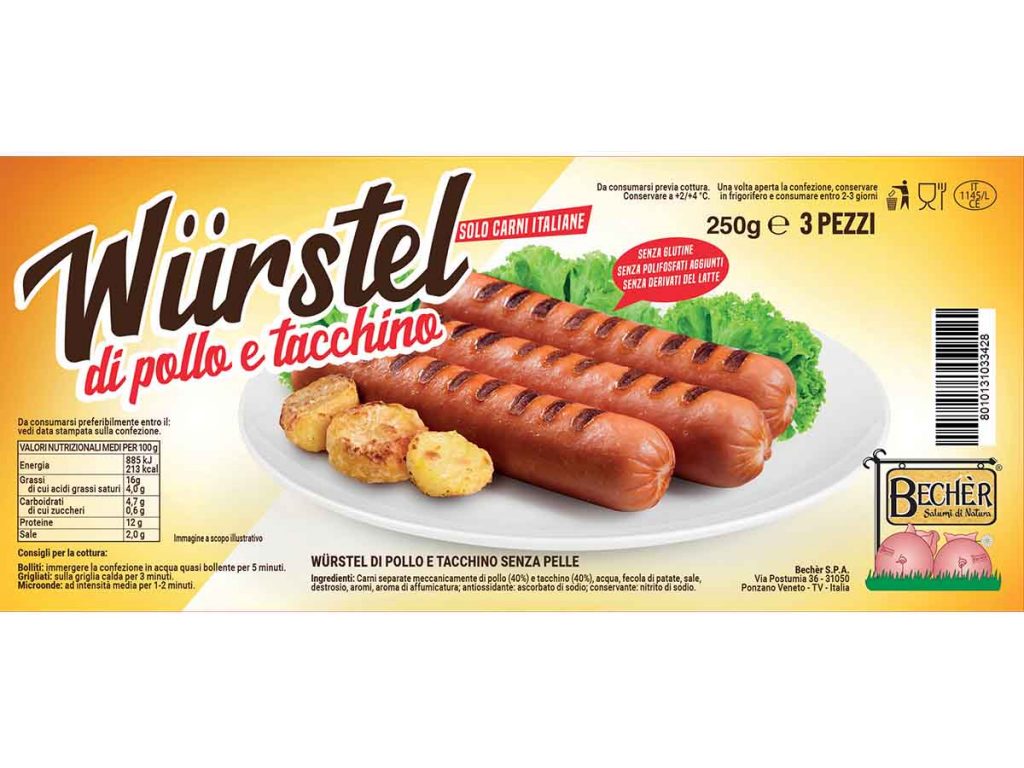 Würstel
di pollo e tacchino
SOLO CARNI ITALIANE
Da consumarsi previa cottura.
Conservare a +2/+4 °C.
Una volta aperta la confezione, conservare
in frigorifero e consumare entro 2-3 giorni
IT
1145/L
CE
250g e 3 PEZZI
SENZA GLUTINE
SENZA POLIFOSFATI AGGIUNTI
SENZA DERIVATI DEL LATTE
8010131033428
Da consumarsi preferibilmente entro il:
vedi data stampata sulla confezione.
VALORI NUTRIZIONALI MEDI PER 100 g
Energia 885 kJ
213 kcal
Grassi 16g
di cui acidi grassi saturi 4,0 g
Carboidrati 4,7 g
di cui zuccheri 0,6 g
Proteine 12 g
Sale 2,0 g
Immagine a scopo illustrativo
Consigli per la cottura:
Bolliti: immergere la confezione in acqua quasi bollente per 5 minuti.
Grigliati: sulla griglia calda per 3 minuti.
Microonde: ad intensità media per 1-2 minuti.
WÜRSTEL DI POLLO E TACCHINO SENZA PELLE
Ingredienti: Carni separate meccanicamente di pollo (40%) e tacchino (40%), acqua, fecola di patate, sale,
destrosio, aromi, aroma di affumicatura; antiossidante: ascorbato di sodio; conservante: nitrito di sodio.
Bechèr S.P.A.
Via Postumia 36 - 31050
Ponzano Veneto - TV - Italia
BECHÈR®
Salumi di Natura